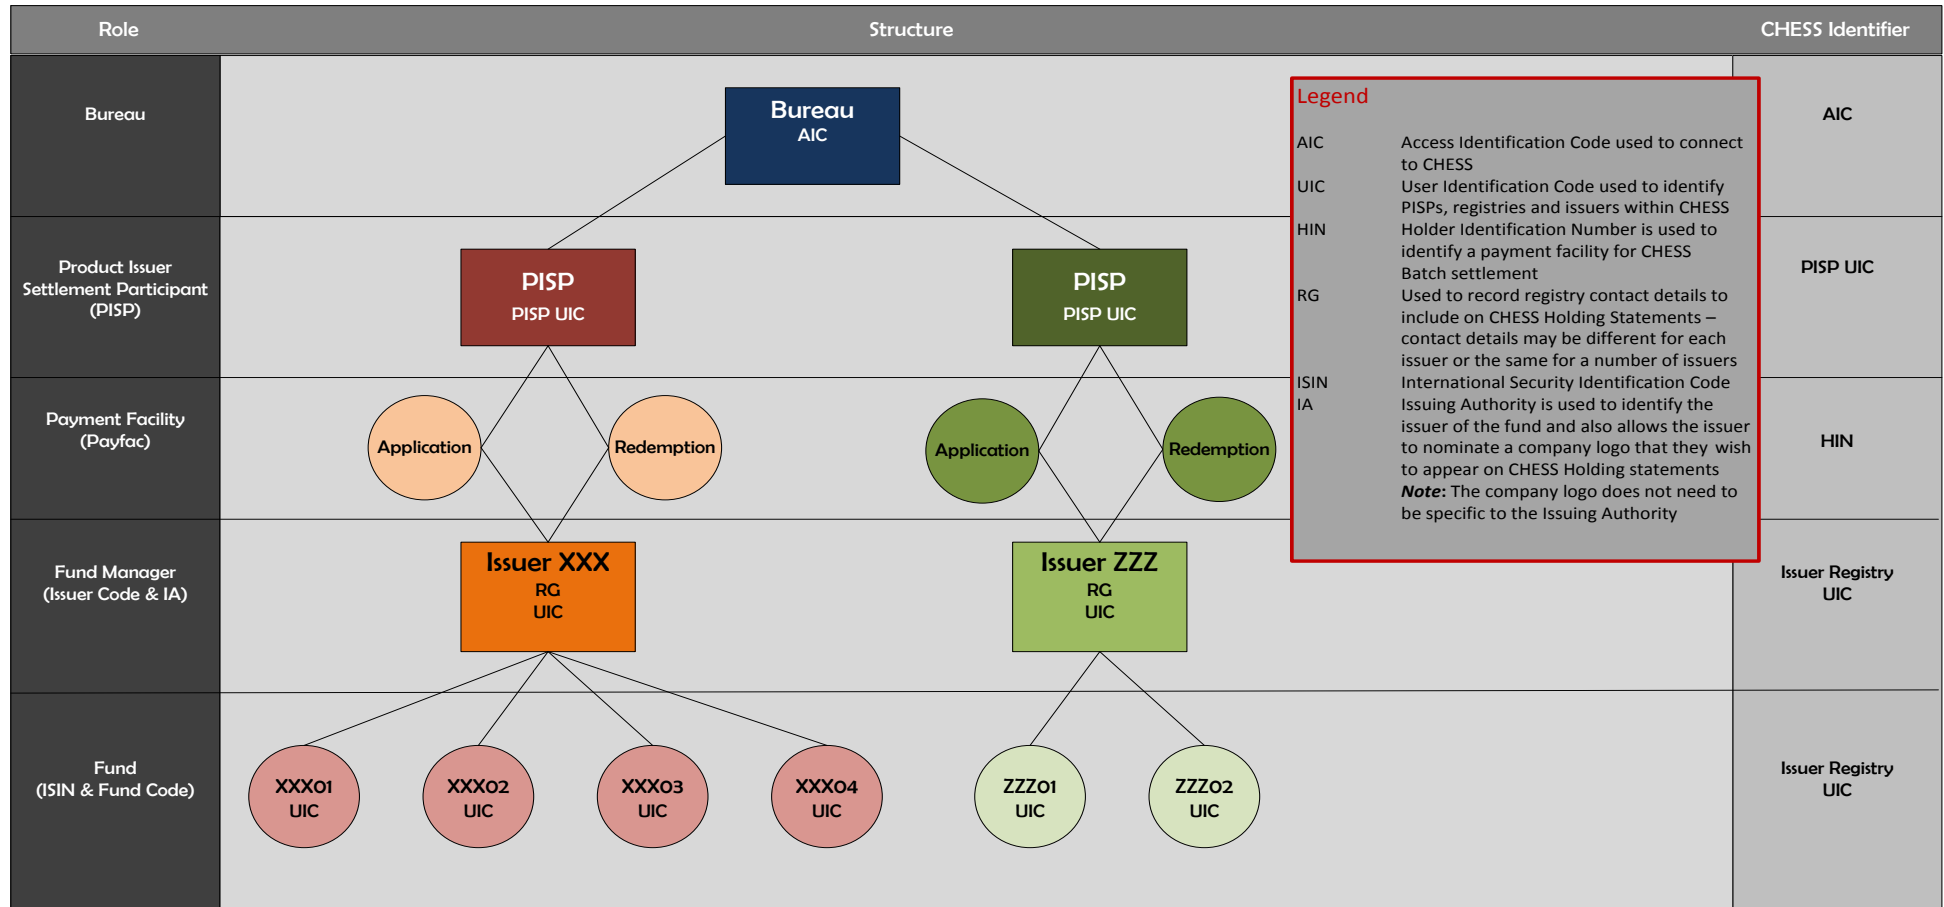 Role
Structure
CHESS Identifier
Bureau
Bureau
AIC
AIC
Product Issuer
Settlement Participant
(PISP)
PISP
PISP UIC
PISP
PISP UIC
PISP UIC
Payment Facility
(Payfac)
Application
Redemption
Application
Redemption
HIN
Fund Manager
(Issuer Code & IA)
Issuer XXX
RG
UIC
Issuer ZZZ
RG
UIC
Issuer Registry
UIC
Fund
(ISIN & Fund Code)
XXX01
UIC
XXX02
UIC
XXX03
UIC
XXX04
UIC
ZZZ01
UIC
ZZZ02
UIC
Issuer Registry
UIC
Legend
AIC Access Identification Code used to connect
to CHESS
UIC User Identification Code used to identify
PISPs, registries and issuers within CHESS
HIN Holder Identification Number is used to
identify a payment facility for CHESS
Batch settlement
RG Used to record registry contact details to
include on CHESS Holding Statements –
contact details may be different for each
issuer or the same for a number of issuers
ISIN International Security Identification Code
IA Issuing Authority is used to identify the
issuer of the fund and also allows the issuer
to nominate a company logo that they wish
to appear on CHESS Holding statements
Note: The company logo does not need to
be specific to the Issuing Authority